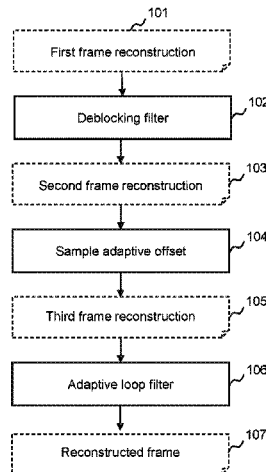 101
First frame reconstruction
102
Deblocking filter
103
Second frame reconstruction
104
Sample adaptive offset
105
Third frame reconstruction
106
Adaptive loop filter
107
Reconstructed frame